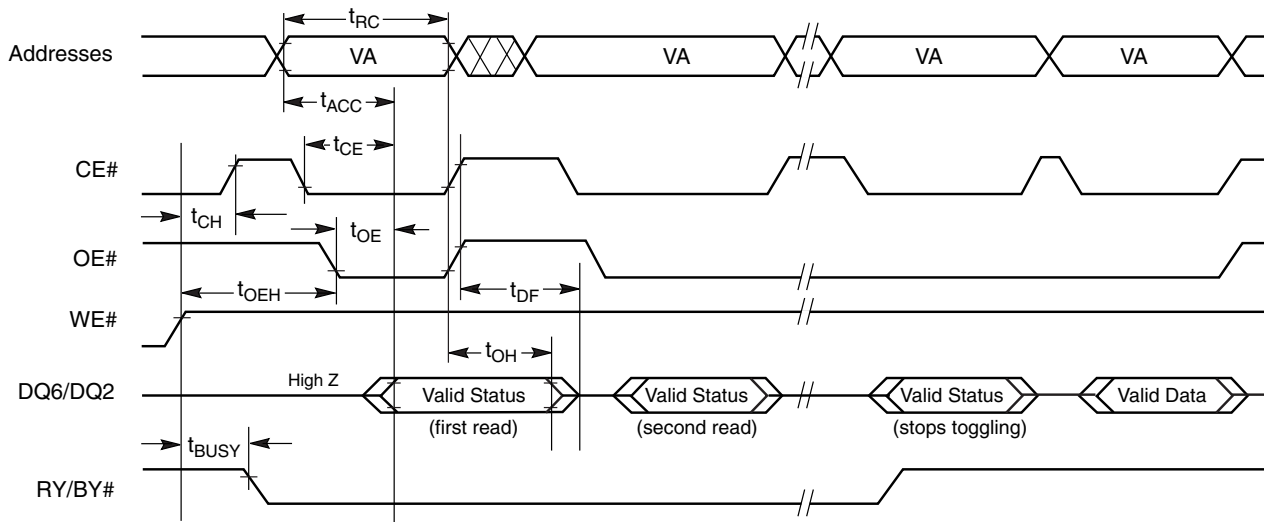 tRC
Addresses VA VA VA VA
tACC
tCE
CE#
tCH tOE
OE#
tOEH tDF
WE#
tOH
High Z
DQ6/DQ2 Valid Status Valid Status Valid Status Valid Data
(first read) (second read) (stops toggling)
tBUSY
RY/BY#